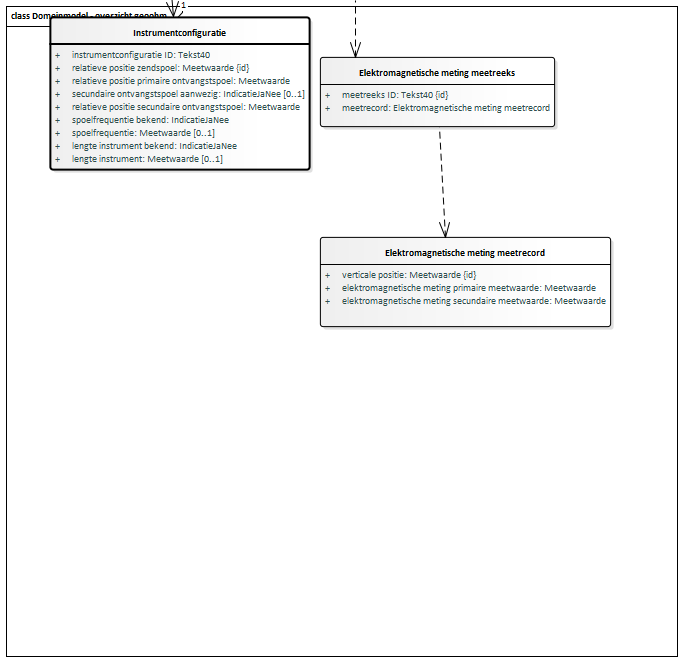 1
class Domeinmodel - overzicht geoohm
Instrumentconfiguratie
+ instrumentconfiguratie ID: Tekst40
+ relatieve positie zendspoel: Meetwaarde {id}
+ relatieve positie primaire ontvangstspoel: Meetwaarde
+ secundaire ontvangstspoel aanwezig: IndicatieJaNee [0..1]
+ relatieve positie secundaire ontvangstspoel: Meetwaarde
+ spoelfrequentie bekend: IndicatieJaNee
+ spoelfrequentie: Meetwaarde [0..1]
+ lengte instrument bekend: IndicatieJaNee
+ lengte instrument: Meetwaarde [0..1]
Elektromagnetische meting meetreeks
+ meetreeks ID: Tekst40 {id}
+ meetrecord: Elektromagnetische meting meetrecord
Elektromagnetische meting meetrecord
+ verticale positie: Meetwaarde {id}
+ elektromagnetische meting primaire meetwaarde: Meetwaarde
+ elektromagnetische meting secundaire meetwaarde: Meetwaarde